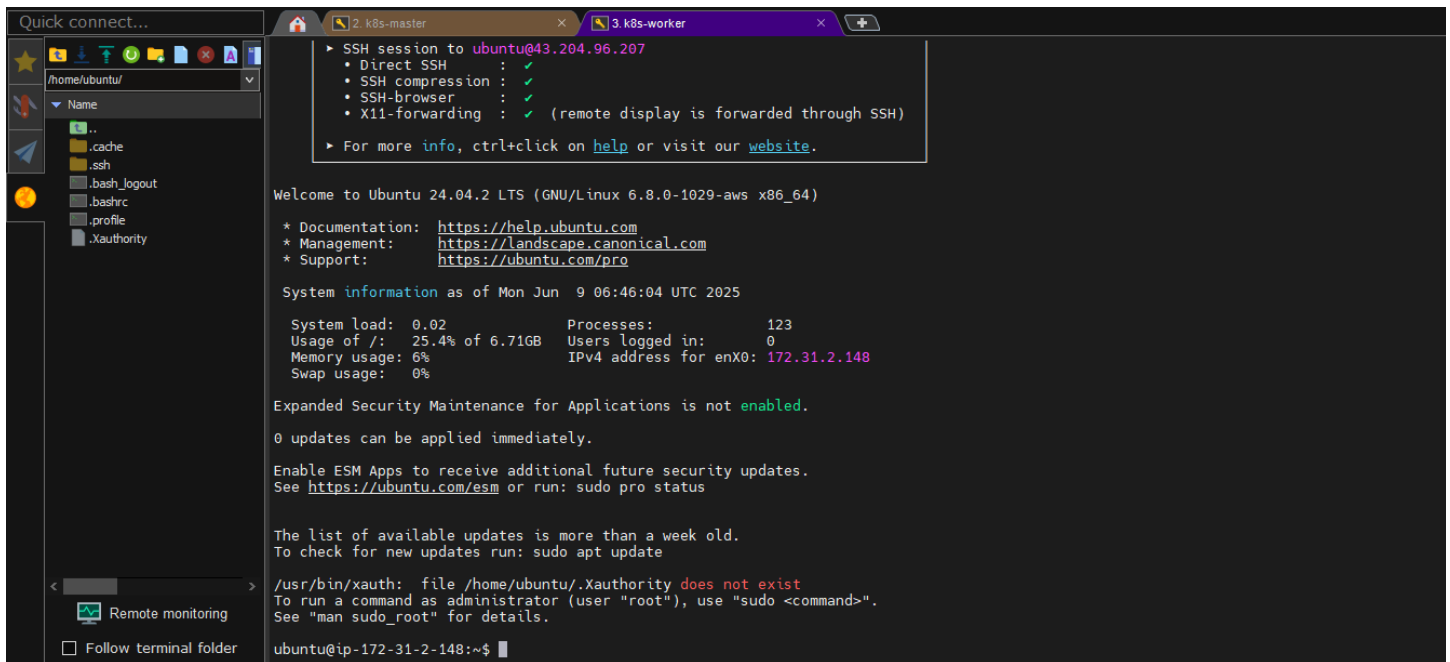 Quick connect...
2. k8s-master
3. k8s-worker
/home/ubuntu/
Name
..
.cache
.ssh
.bash_logout
.bashrc
.profile
.Xauthority
Remote monitoring
Follow terminal folder
► SSH session to ubuntu@43.204.96.207
• Direct SSH : ✔
• SSH compression : ✔
• SSH-browser : ✔
• X11-forwarding : ✔ (remote display is forwarded through SSH)
► For more info, ctrl+click on help or visit our website.
Welcome to Ubuntu 24.04.2 LTS (GNU/Linux 6.8.0-1029-aws x86_64)
* Documentation: https://help.ubuntu.com
* Management: https://landscape.canonical.com
* Support: https://ubuntu.com/pro
System information as of Mon Jun 9 06:46:04 UTC 2025
System load: 0.02 Processes: 123
Usage of /: 25.4% of 6.71GB Users logged in: 0
Memory usage: 6% IPv4 address for enX0: 172.31.2.148
Swap usage: 0%
Expanded Security Maintenance for Applications is not enabled.
0 updates can be applied immediately.
Enable ESM Apps to receive additional future security updates.
See https://ubuntu.com/esm or run: sudo pro status
The list of available updates is more than a week old.
To check for new updates run: sudo apt update
/usr/bin/xauth: file /home/ubuntu/.Xauthority does not exist
To run a command as administrator (user "root"), use "sudo <command>".
See "man sudo_root" for details.
ubuntu@ip-172-31-2-148:~$